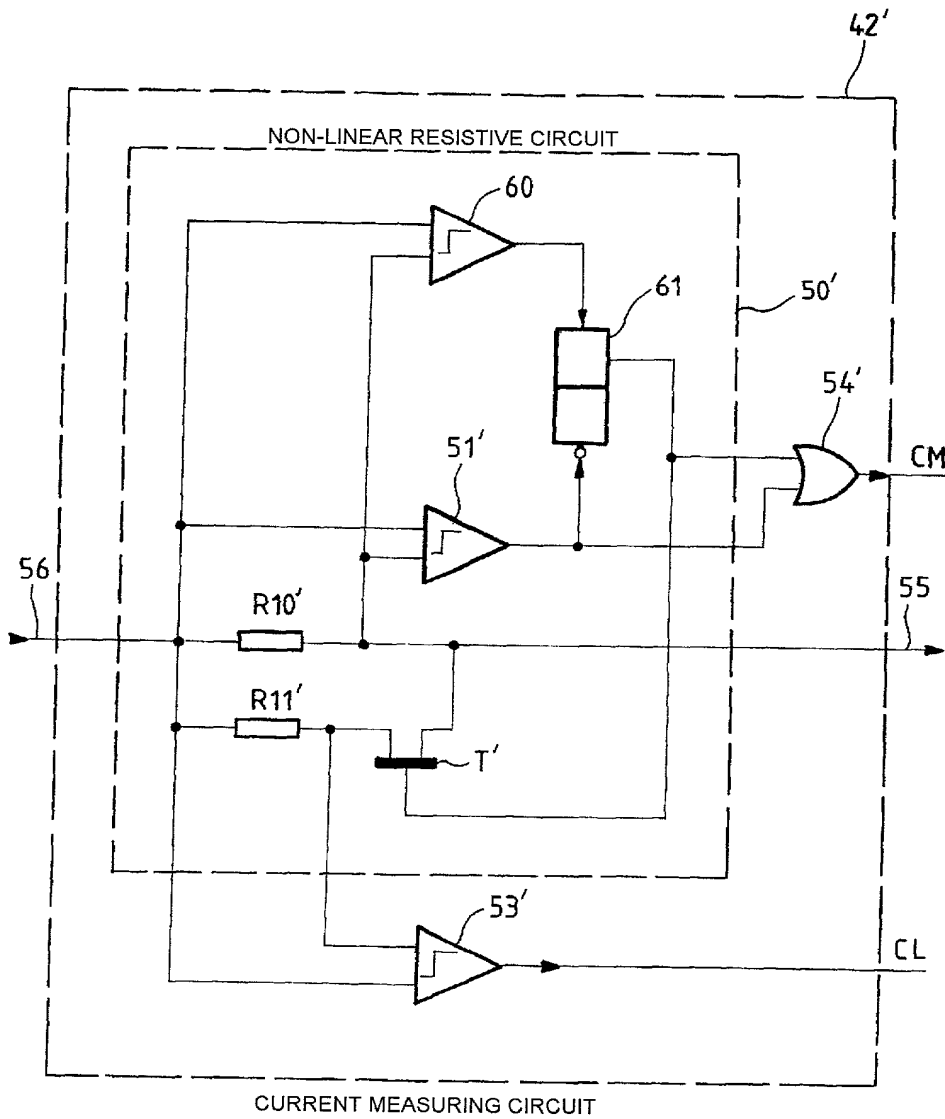 42'
NON-LINEAR RESISTIVE CIRCUIT
60
61
50'
54'
CM
51'
56
R10'
55
R11'
T'
53'
CL
CURRENT MEASURING CIRCUIT